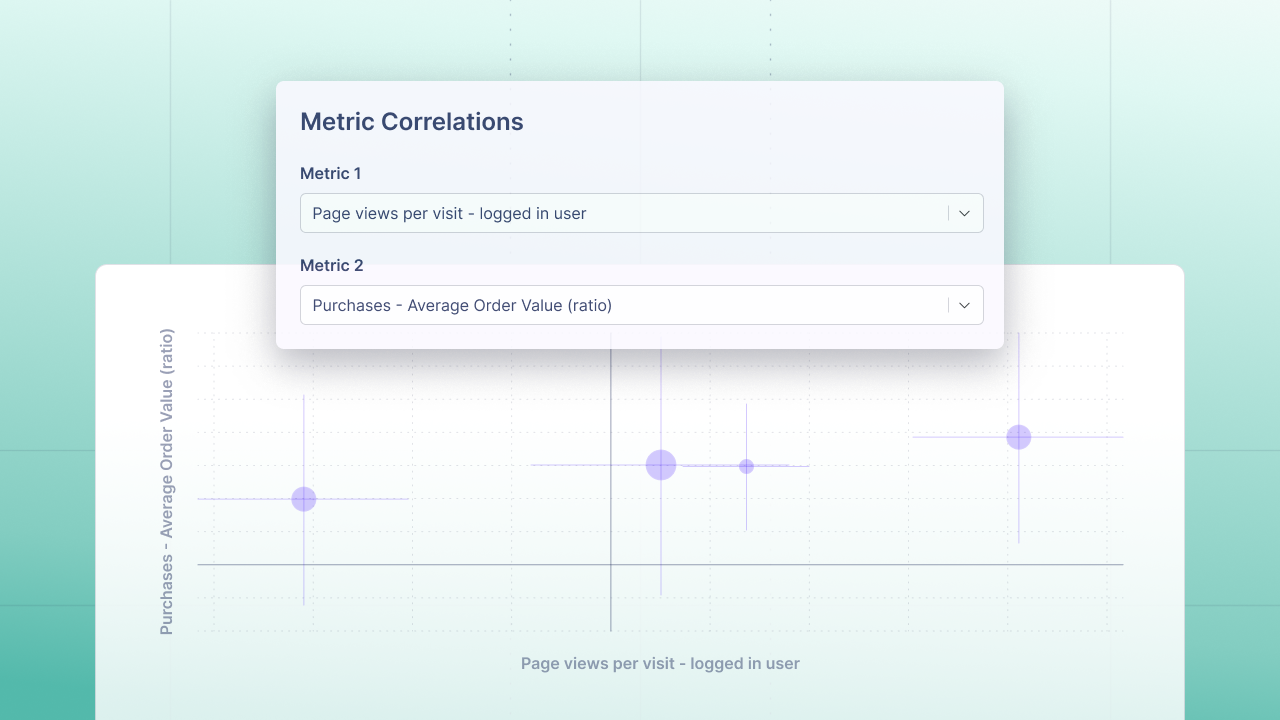 Metric Correlations
Metric 1
Page views per visit - logged in user
Metric 2
Purchases - Average Order Value (ratio)
Purchases - Average Order Value (ratio)
Page views per visit - logged in user